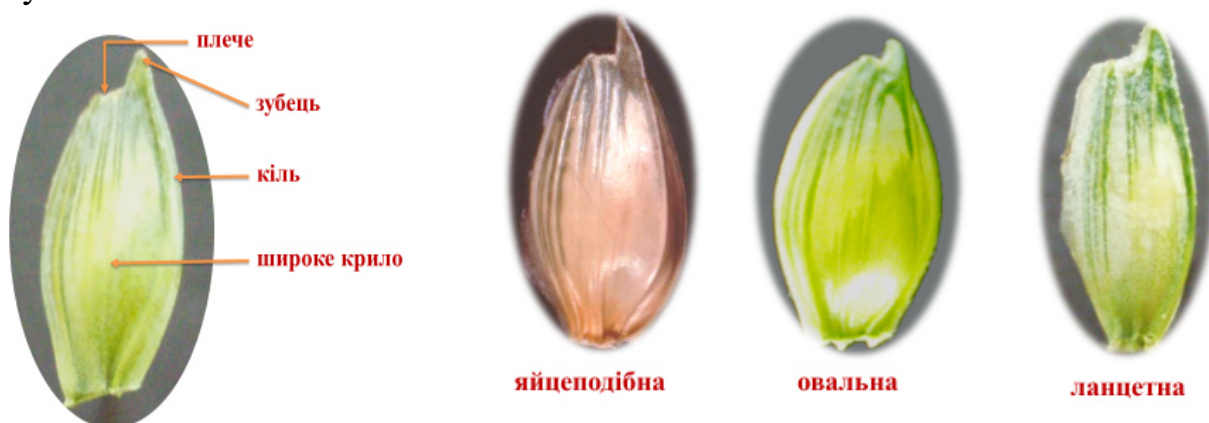 плече
зубець
кіль
широке крило
яйцеподібна
овальна
ланцетна